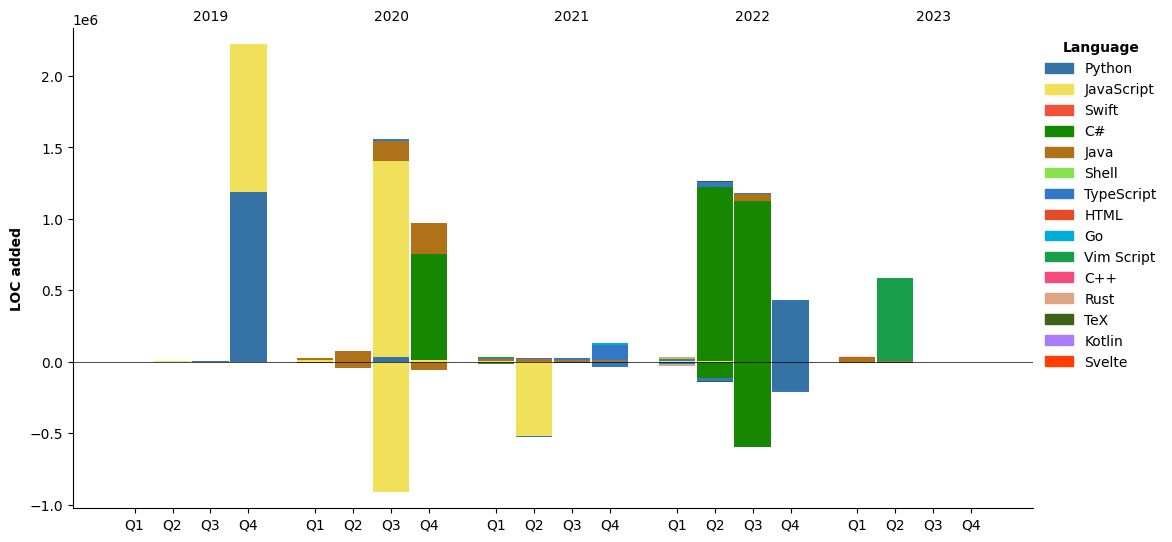 1e6
2019 2020 2021 2022 2023
LOC added
2.0
1.5
1.0
0.5
0.0
−0.5
−1.0
Q1 Q2 Q3 Q4 Q1 Q2 Q3 Q4 Q1 Q2 Q3 Q4 Q1 Q2 Q3 Q4 Q1 Q2 Q3 Q4
Language
Python
JavaScript
Swift
C#
Java
Shell
TypeScript
HTML
Go
Vim Script
C++
Rust
TeX
Kotlin
Svelte